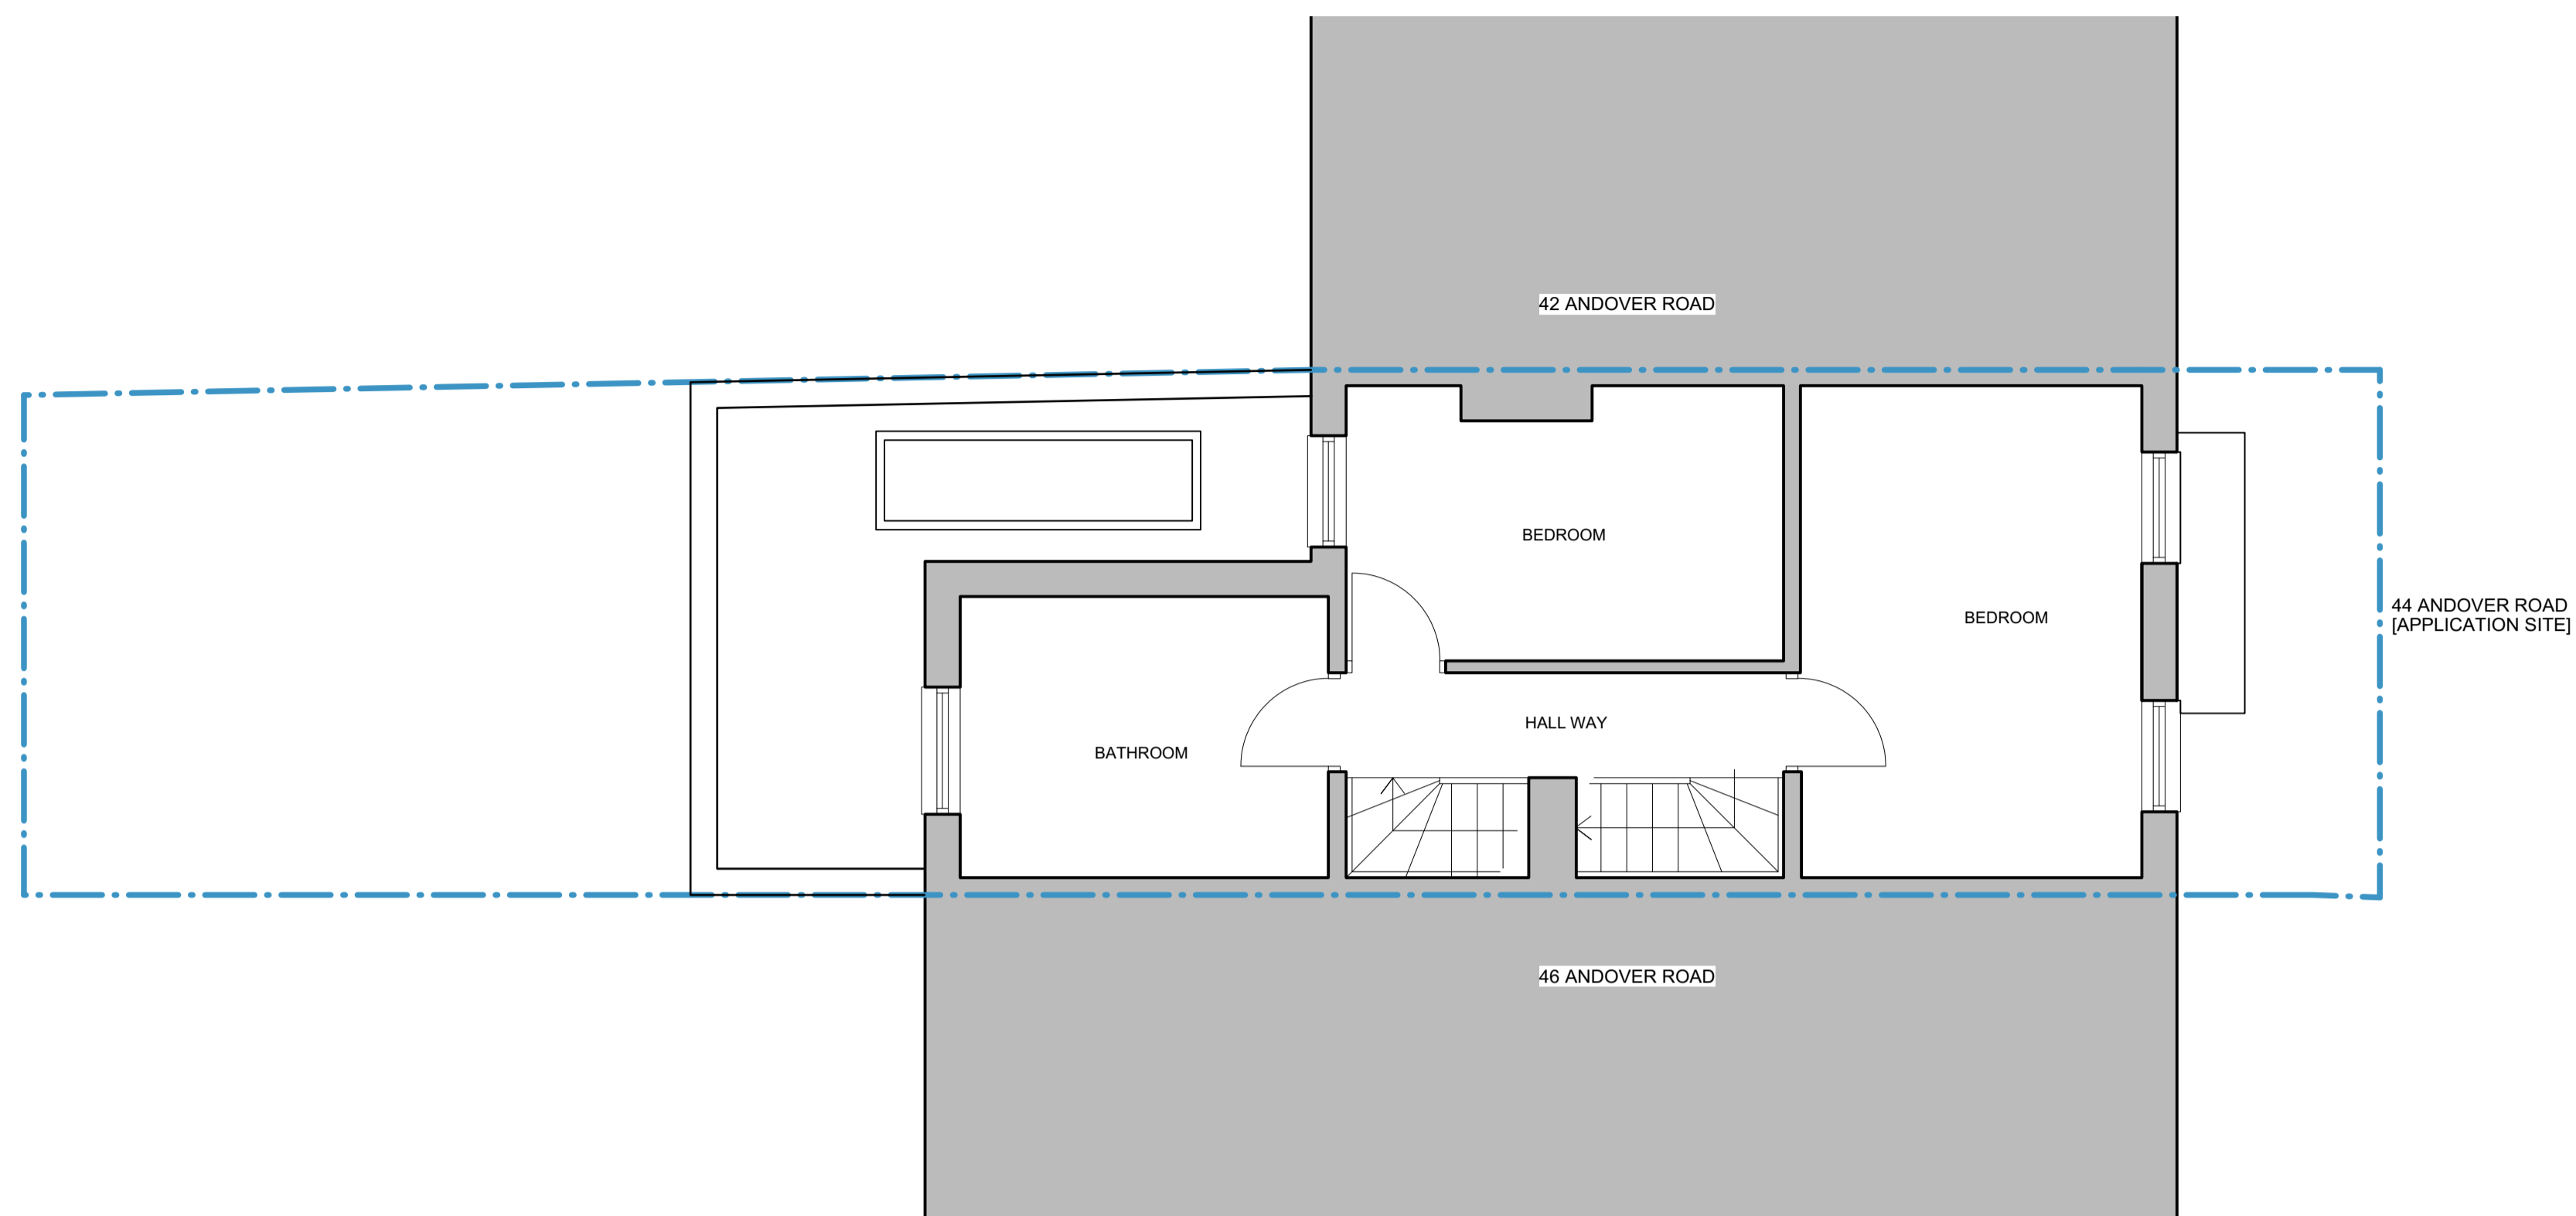 42 ANDOVER ROAD
BEDROOM
BEDROOM
44 ANDOVER ROAD
[APPLICATION SITE]
HALL WAY
BATHROOM
46 ANDOVER ROAD